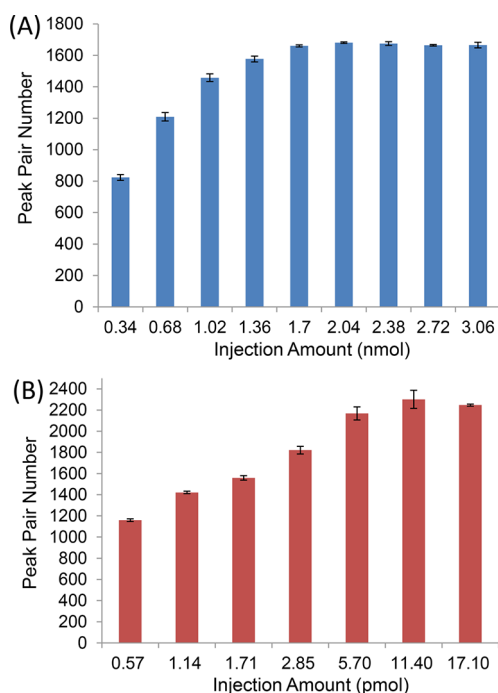 (A)
Peak Pair Number
1800
1600
1400
1200
1000
800
600
400
200
0
0.34 0.68 1.02 1.36 1.7 2.04 2.38 2.72 3.06
Injection Amount (nmol)
(B)
Peak Pair Number
2400
2200
2000
1800
1600
1400
1200
1000
800
600
400
200
0
0.57 1.14 1.71 2.85 5.70 11.40 17.10
Injection Amount (pmol)